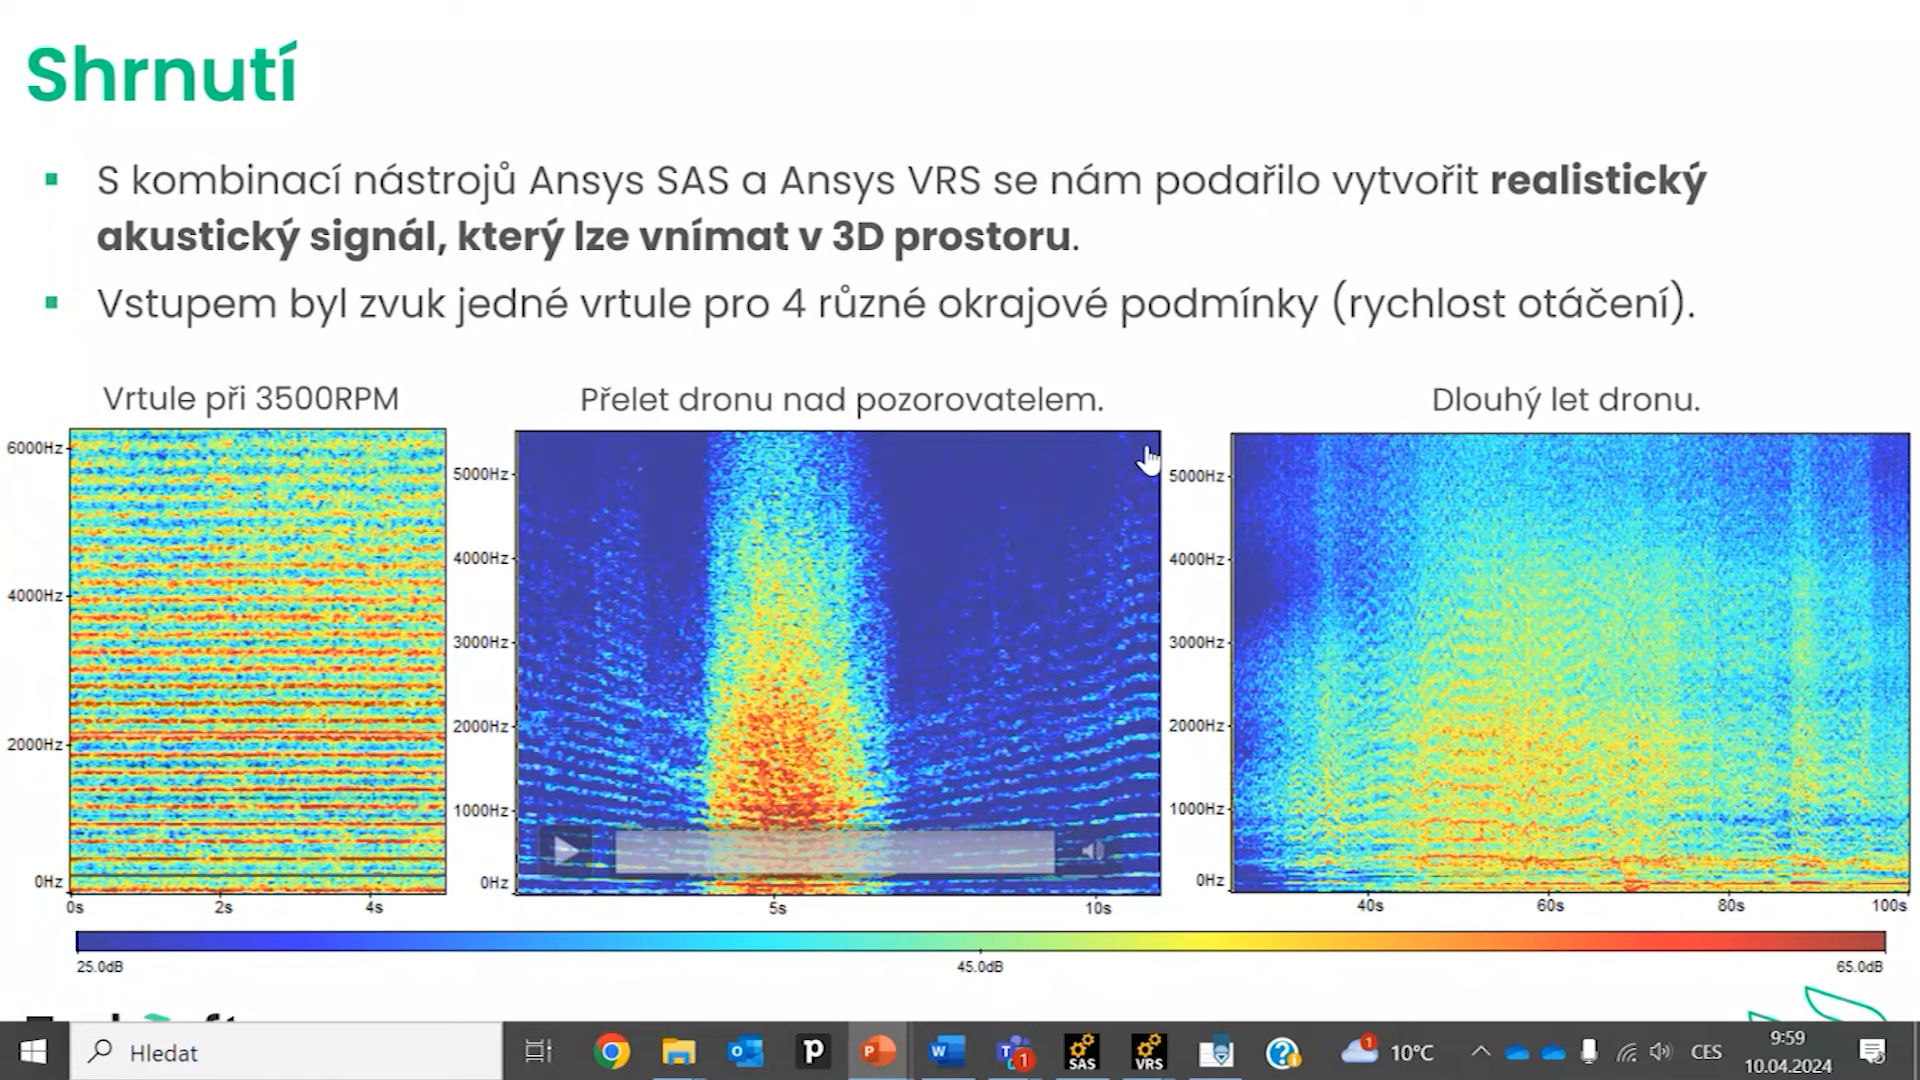 Shrnutí
S kombinací nástrojů Ansys SAS a Ansys VRS se nám podařilo vytvořit realistický
akustický signál, který lze vnímat v 3D prostoru.
Vstupem byl zvuk jedné vrtule pro 4 různé okrajové podmínky (rychlost otáčení).
Vrtule při 3500RPM
Přelet dronu nad pozorovatelem.
Dlouhý let dronu.
6000Hz
4000Hz
2000Hz
0Hz
0s 2s 4s
5000Hz
4000Hz
3000Hz
2000Hz
1000Hz
0Hz
5s 10s
5000Hz
4000Hz
3000Hz
2000Hz
1000Hz
0Hz
40s 60s 80s 100s
25.0dB 45.0dB 65.0dB
Hledat
SAS
VRS
1
1
10°C
CES
9:59
10.04.2024